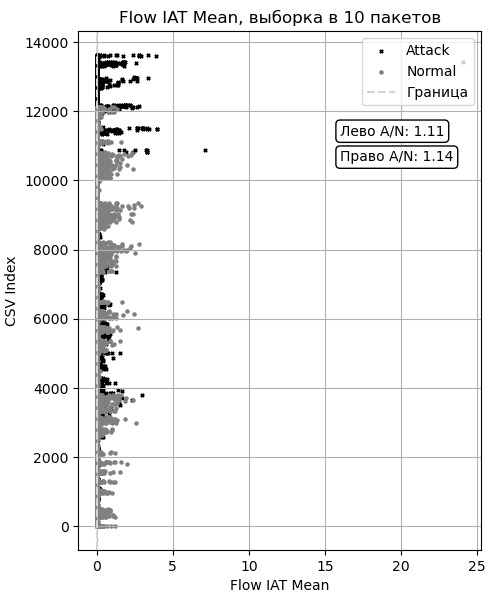 Flow IAT Mean, выборка в 10 пакетов
14000
12000
10000
8000
6000
4000
2000
0
CSV Index
Attack
Normal
Граница
Лево A/N: 1.11
Право A/N: 1.14
0 5 10 15 20 25
Flow IAT Mean